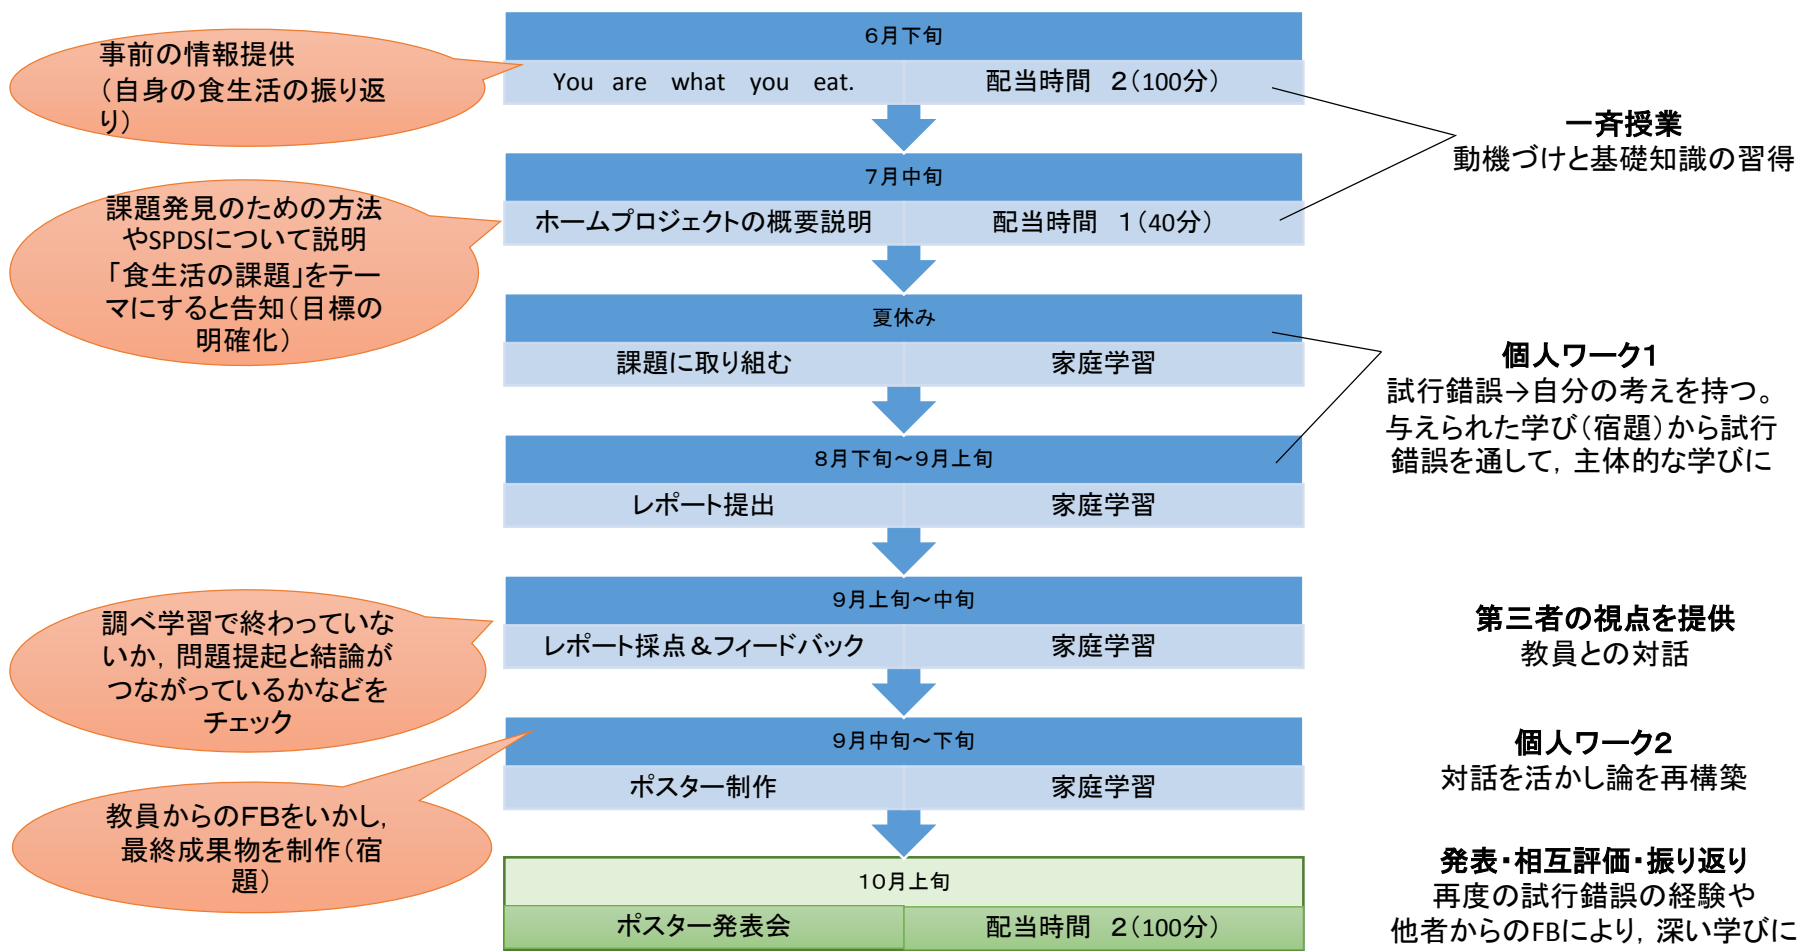 6月下旬
You are what you eat.
配当時間 2(100分)
事前の情報提供
(自身の食生活の振り返
り)
一斉授業
動機づけと基礎知識の習得
7月中旬
ホームプロジェクトの概要説明
配当時間 1(40分)
課題発見のための方法
やSPDSについて説明
「食生活の課題」をテー
マにすると告知(目標の
明確化)
夏休み
課題に取り組む
家庭学習
個人ワーク1
試行錯誤→自分の考えを持つ。
与えられた学び(宿題)から試行
錯誤を通して，主体的な学びに
8月下旬～9月上旬
レポート提出
家庭学習
9月上旬～中旬
レポート採点＆フィードバック
家庭学習
調べ学習で終わっていな
いか，問題提起と結論が
つながっているかなどを
チェック
第三者の視点を提供
教員との対話
9月中旬～下旬
ポスター制作
家庭学習
個人ワーク2
対話を活かし論を再構築
教員からのFBをいかし，
最終成果物を制作(宿
題)
10月上旬
ポスター発表会
配当時間 2(100分)
発表・相互評価・振り返り
再度の試行錯誤の経験や
他者からのFBにより，深い学びに